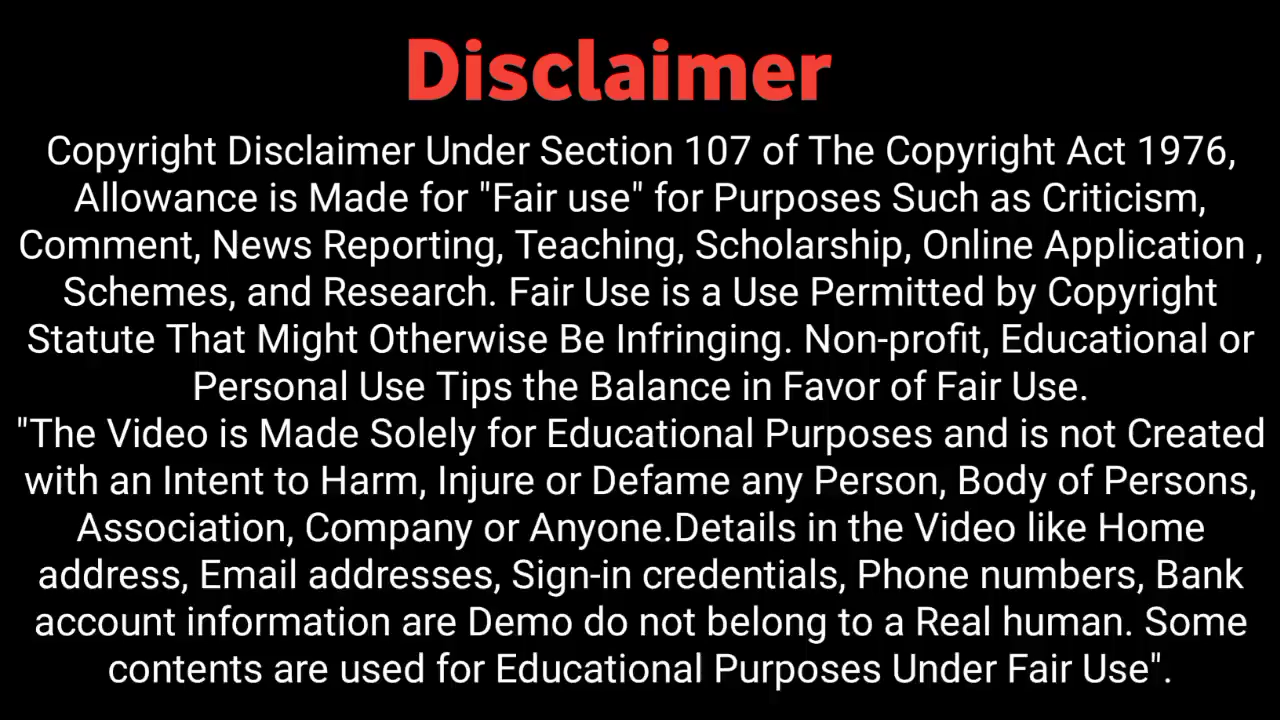 Disclaimer
Copyright Disclaimer Under Section 107 of The Copyright Act 1976,
Allowance is Made for "Fair use" for Purposes Such as Criticism,
Comment, News Reporting, Teaching, Scholarship, Online Application ,
Schemes, and Research. Fair Use is a Use Permitted by Copyright
Statute That Might Otherwise Be Infringing. Non-profit, Educational or
Personal Use Tips the Balance in Favor of Fair Use.
"The Video is Made Solely for Educational Purposes and is not Created
with an Intent to Harm, Injure or Defame any Person, Body of Persons,
Association, Company or Anyone.Details in the Video like Home
address, Email addresses, Sign-in credentials, Phone numbers, Bank
account information are Demo do not belong to a Real human. Some
contents are used for Educational Purposes Under Fair Use".